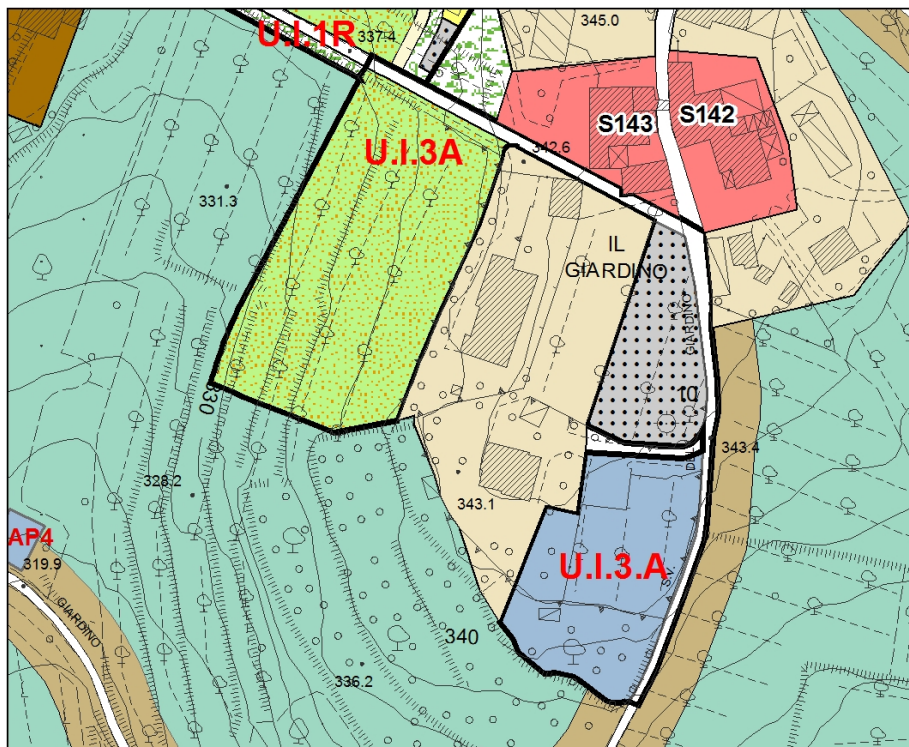 345.0
U.I.1R
337.4
S143
S142
U.I.3A
342.6
331.3
IL
GIARDINO
GIARDINO
330
10
343.4
328.2
343.1
AP4
319.9
U.I.3.A
GIARDINO
S.V.
340
336.2